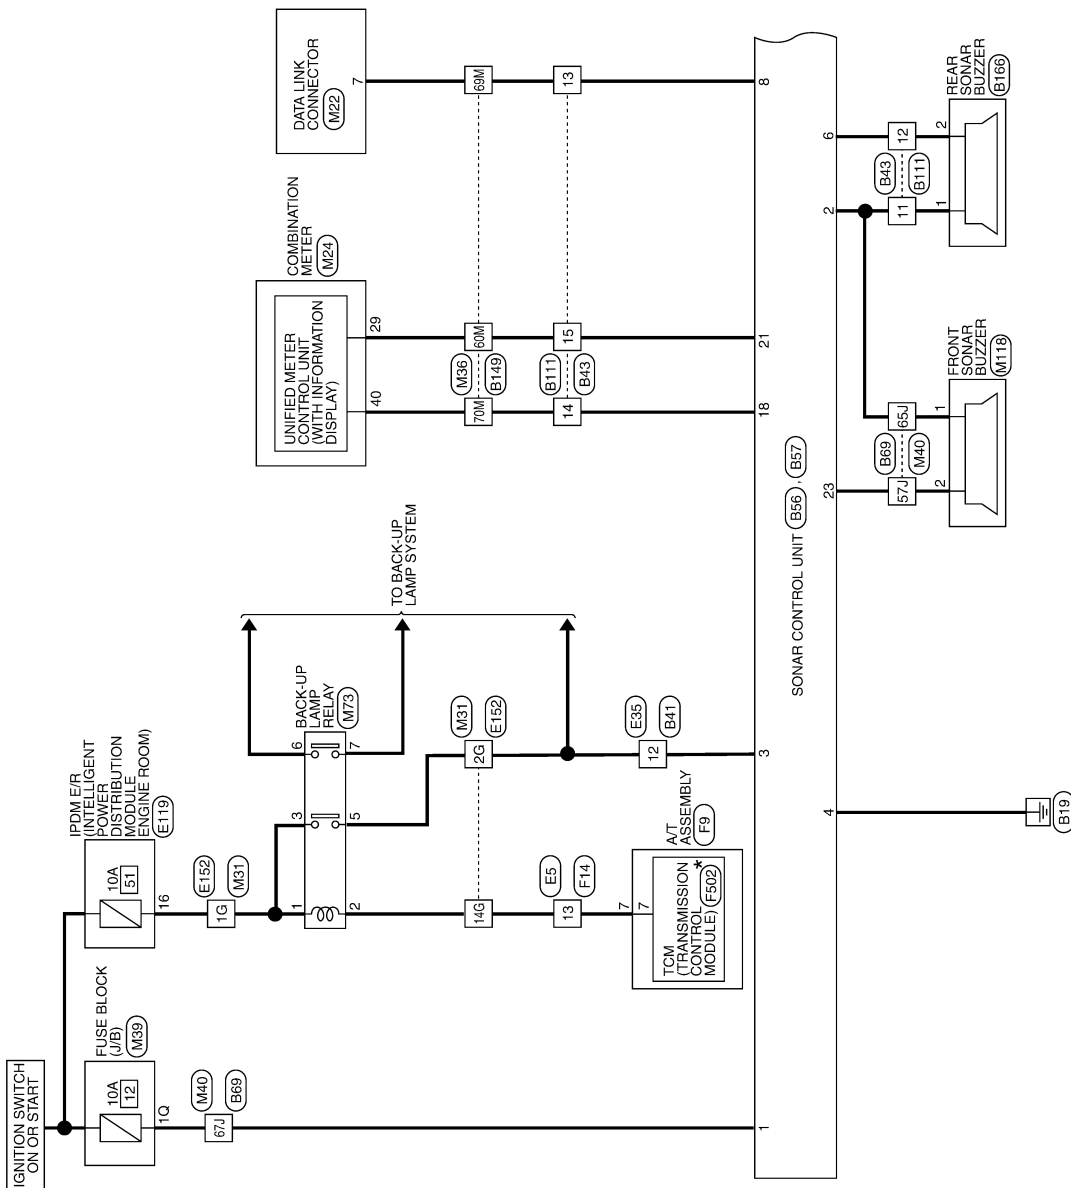 IGNITION SWITCH
ON OR START
FUSE BLOCK
(J/B)
M39
10A
12
1Q
M40
67J
B69
1
IPDM E/R
(INTELLIGENT
POWER
DISTRIBUTION
MODULE
ENGINE ROOM)
E119
10A
51
16
E152
1G
M31
BACK-UP
LAMP
RELAY
M73
1
3
6
2
5
7
TO BACK-UP
LAMP SYSTEM
14G
2G
M31
E152
E5
13
F14
E35
12
B41
A/T
ASSEMBLY
F9
7
7
TCM
(TRANSMISSION
CONTROL
MODULE)
*
F502
3
COMBINATION
METER
M24
UNIFIED METER
CONTROL UNIT
(WITH INFORMATION
DISPLAY)
40
29
DATA LINK
CONNECTOR
M22
7
70M
M36
B149
60M
69M
14
B111
B43
15
13
18
21
8
SONAR CONTROL UNIT B56 , B57
4
23
2
6
B19
57J
B69
M40
65J
2
1
FRONT
SONAR
BUZZER
M118
11
B43
B111
12
1
2
REAR
SONAR
BUZZER
B166